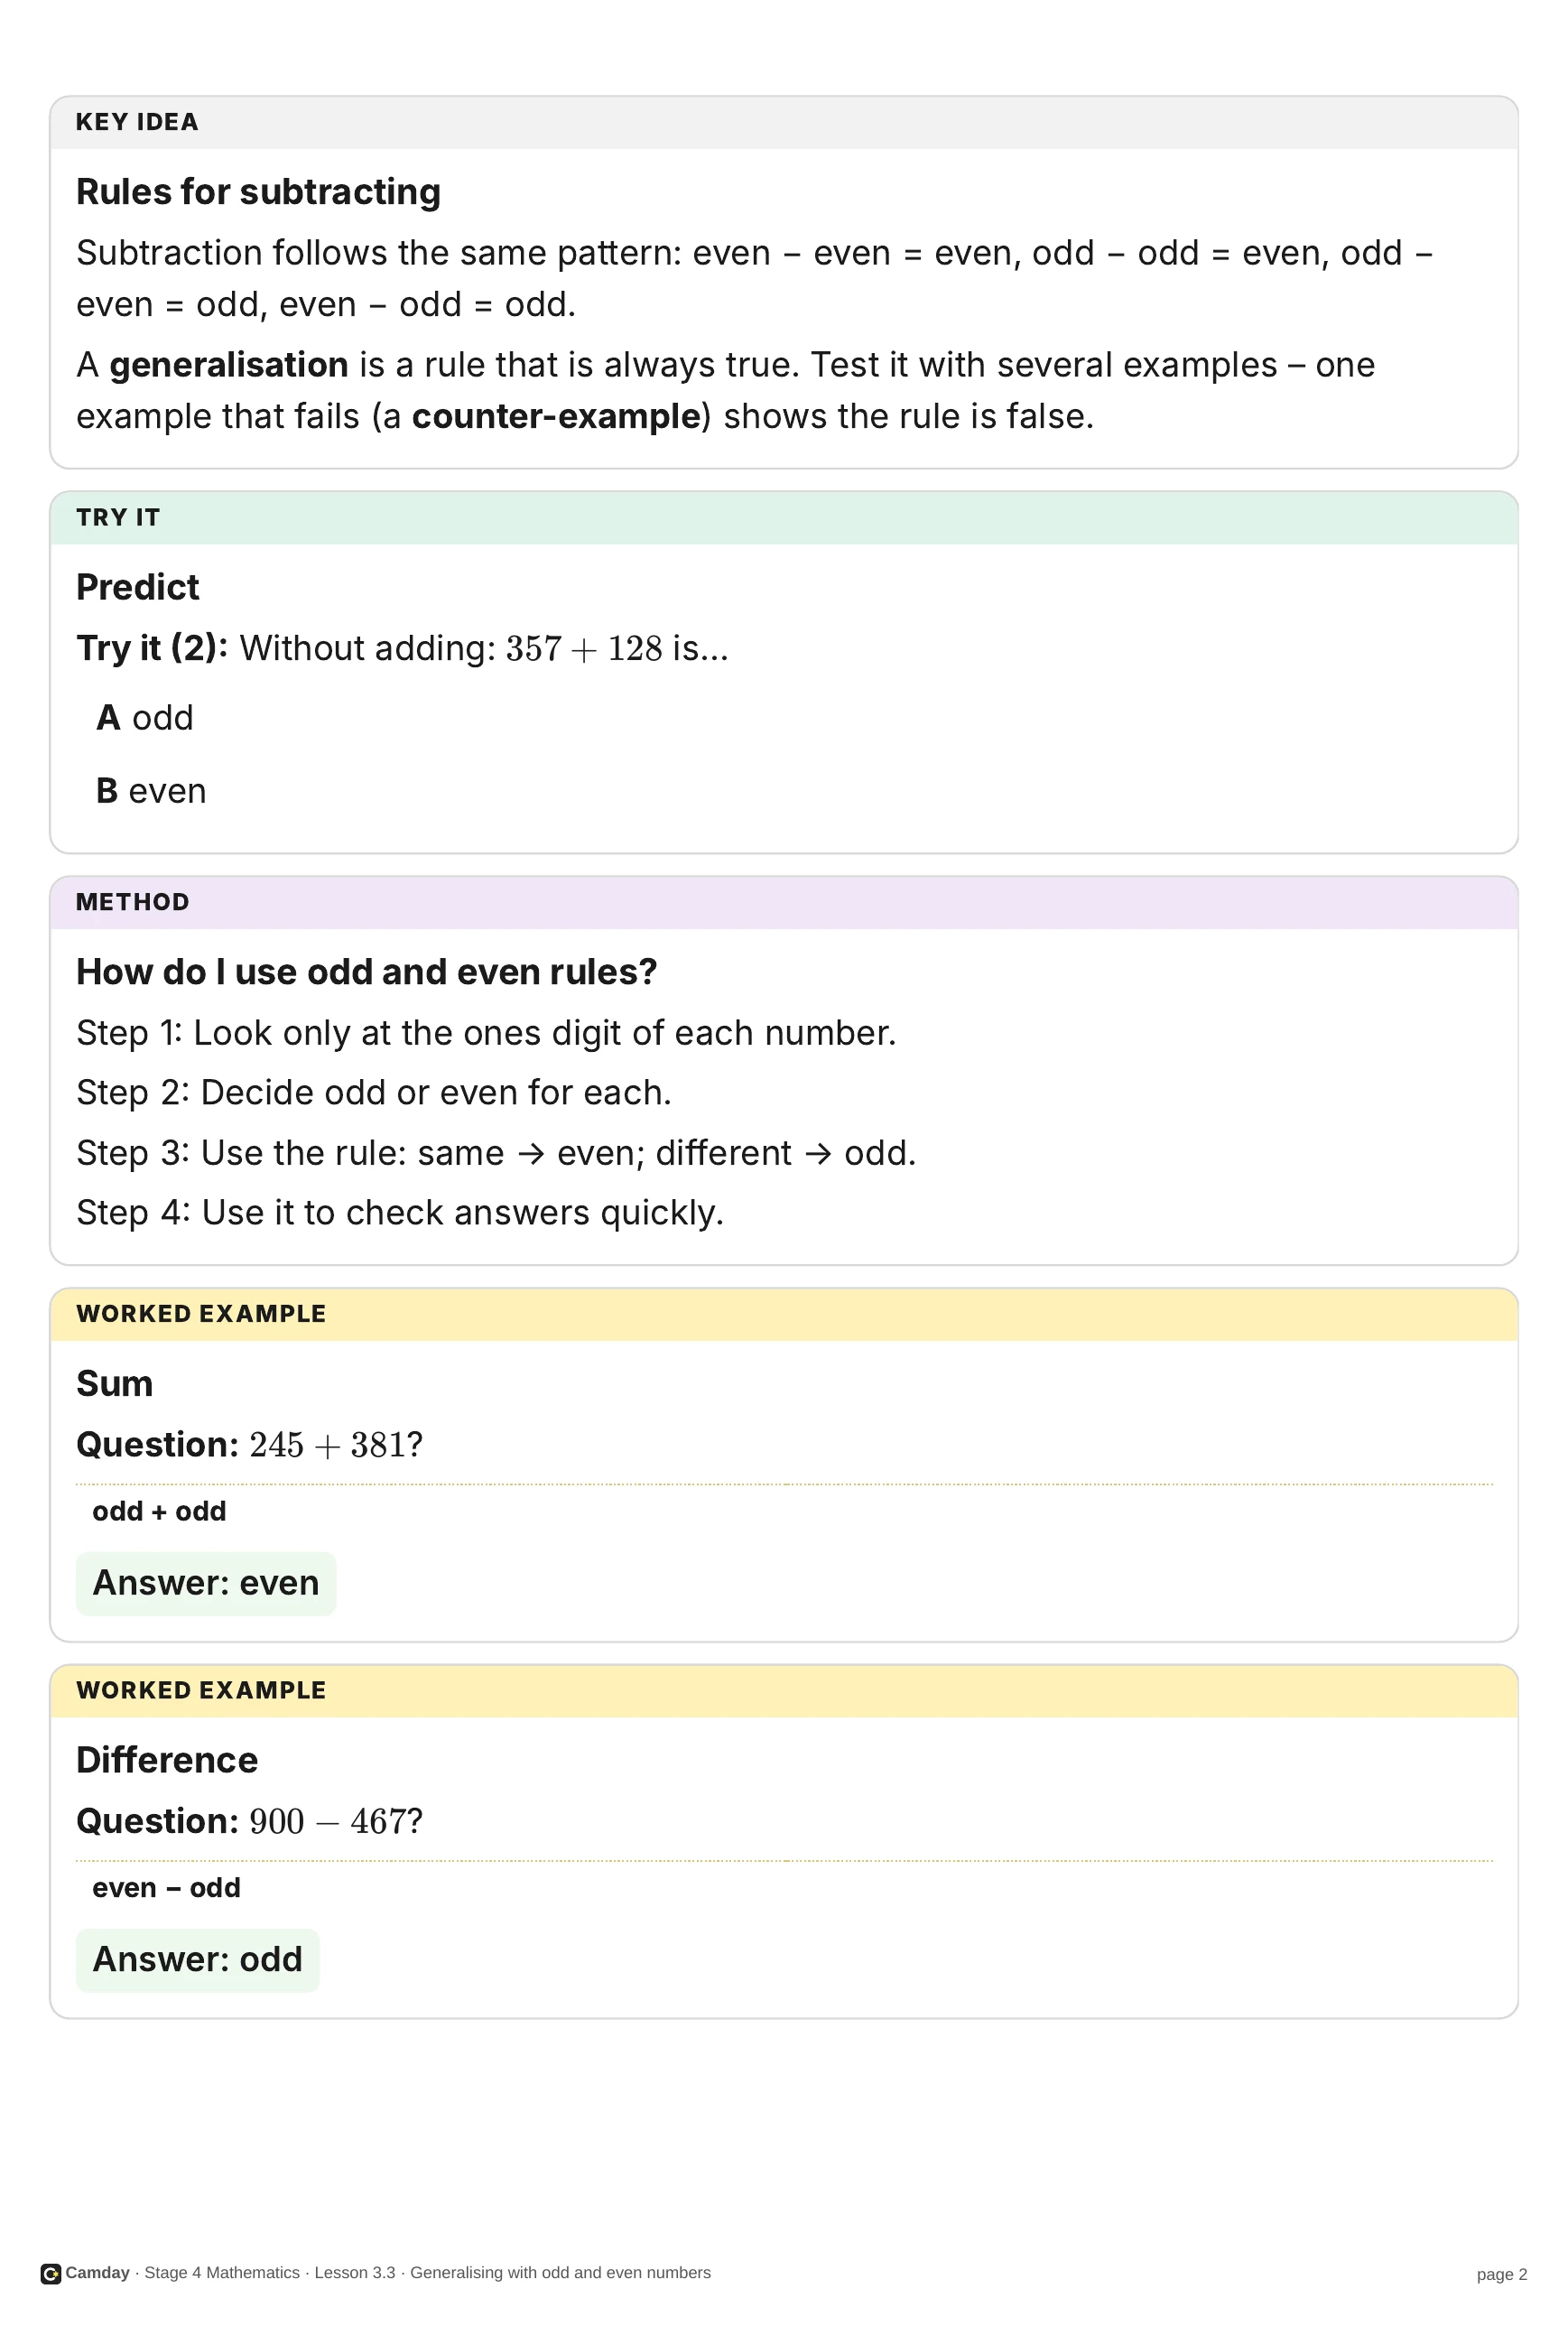 KEY IDEA
Rules for subtracting
Subtraction follows the same pattern: even − even = even, odd − odd = even, odd −
even = odd, even − odd = odd.
A generalisation is a rule that is always true. Test it with several examples – one
example that fails (a counter-example) shows the rule is false.
TRY IT
Predict
Try it (2): Without adding: 357 + 128 is...
A odd
B even
METHOD
How do I use odd and even rules?
Step 1: Look only at the ones digit of each number.
Step 2: Decide odd or even for each.
Step 3: Use the rule: same → even; different → odd.
Step 4: Use it to check answers quickly.
WORKED EXAMPLE
Sum
Question: 245 + 381?
odd + odd
Answer: even
WORKED EXAMPLE
Difference
Question: 900 − 467?
even − odd
Answer: odd
Camday · Stage 4 Mathematics · Lesson 3.3 · Generalising with odd and even numbers
page 2